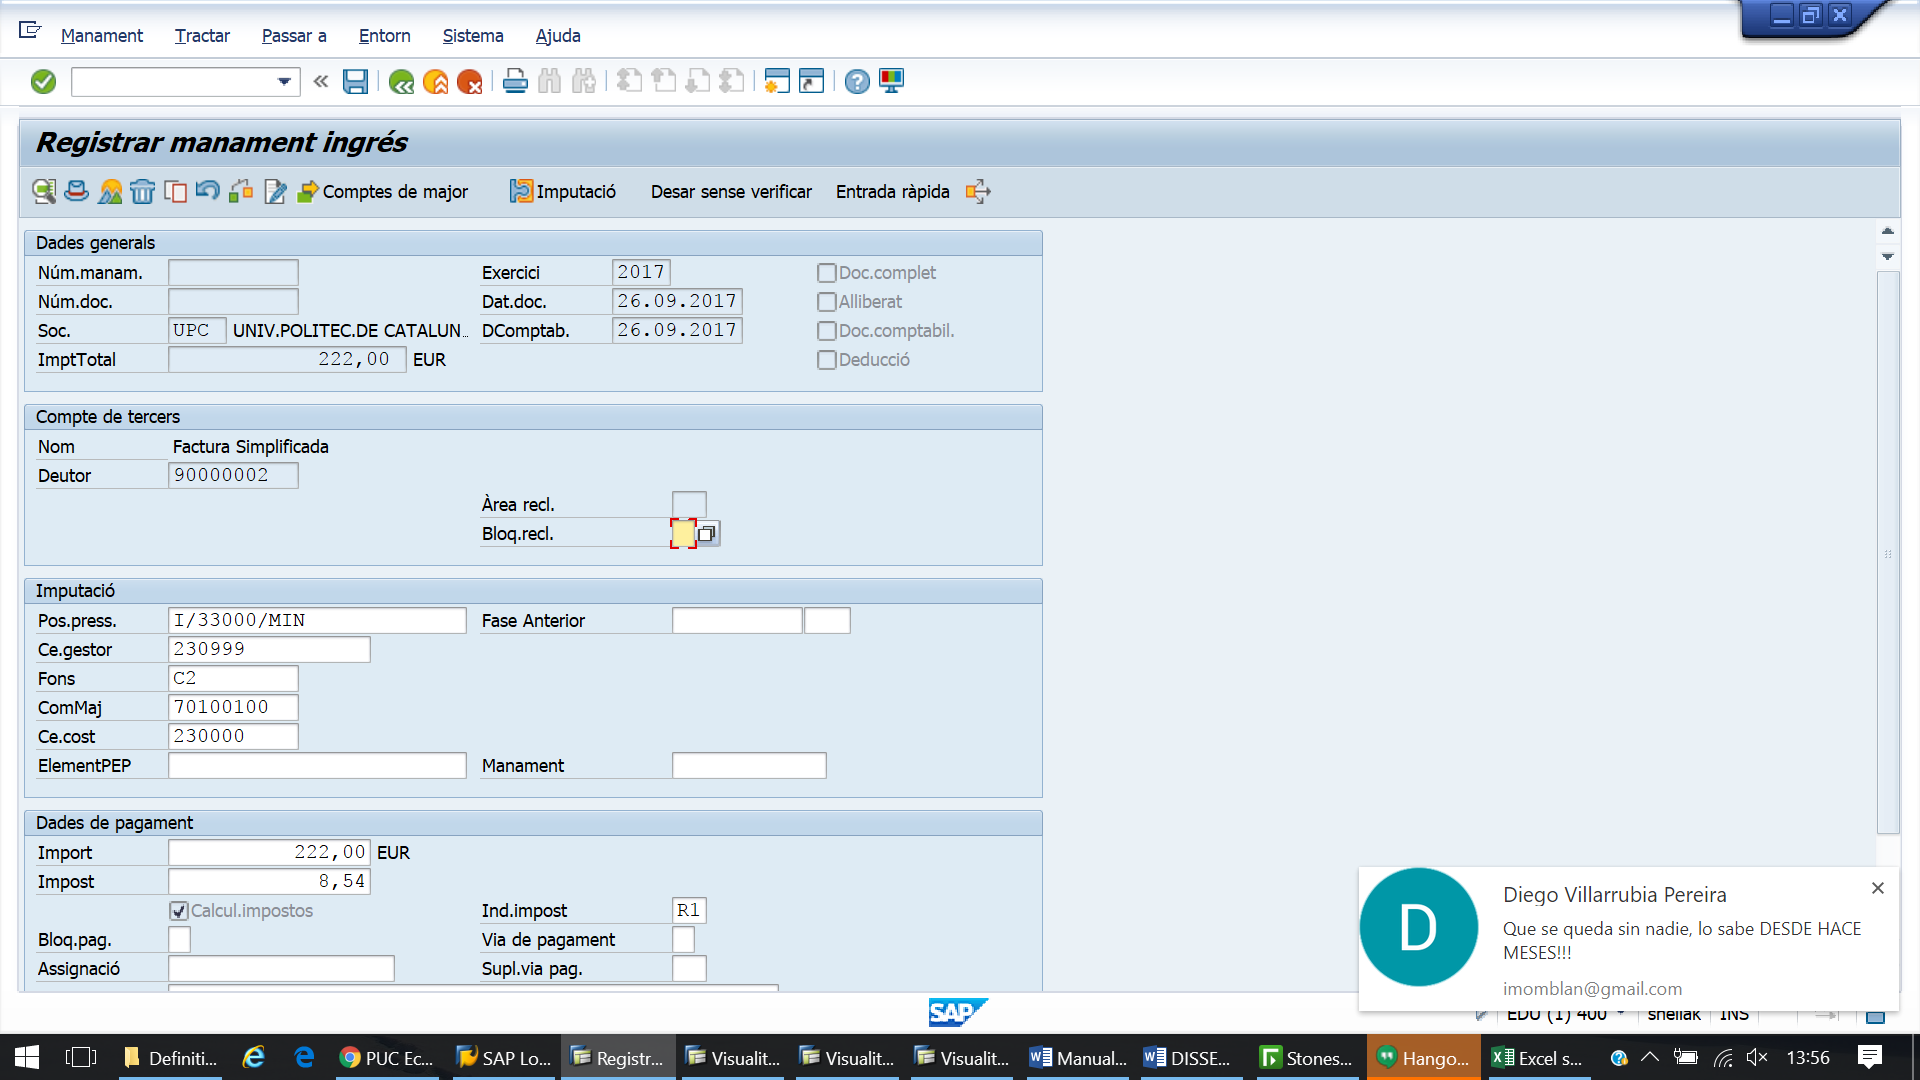 Manament Tractar Passar a Entorn Sistema Ajuda
Registrar manament ingrés
Comptes de major Imputació Desar sense verificar Entrada ràpida
Dades generals
Núm.manam. Exercici 2017 Doc.complet
Núm.doc. Dat.doc. 26.09.2017 Alliberat
Soc. UPC UNIV.POLITEC.DE CATALUN... DComptab. 26.09.2017 Doc.comptabil.
ImptTotal 222,00 EUR Deducció
Compte de tercers
Nom Factura Simplificada
Deutor 90000002
Àrea recl.
Bloq.recl.
Imputació
Pos.press. I/33000/MIN Fase Anterior
Ce.gestor 230999
Fons C2
ComMaj 70100100
Ce.cost 230000
ElementPEP Manament
Dades de pagament
Import 222,00 EUR
Impost 8,54
Calcul.impostos Ind.impost R1
Bloq.pag. Via de pagament
Assignació Supl.via pag.
D
Diego Villarrubia Pereira
Que se queda sin nadie, lo sabe DESDE HACE
MESES!!!
imomblan@gmail.com
SAP
EDU (1) 400 INS
Definiti... PUC Ec... SAP Lo... Registr... Visualit... Visualit... Visualit... Manual... DISSE... Stones... Hango... Excel s... 13:56